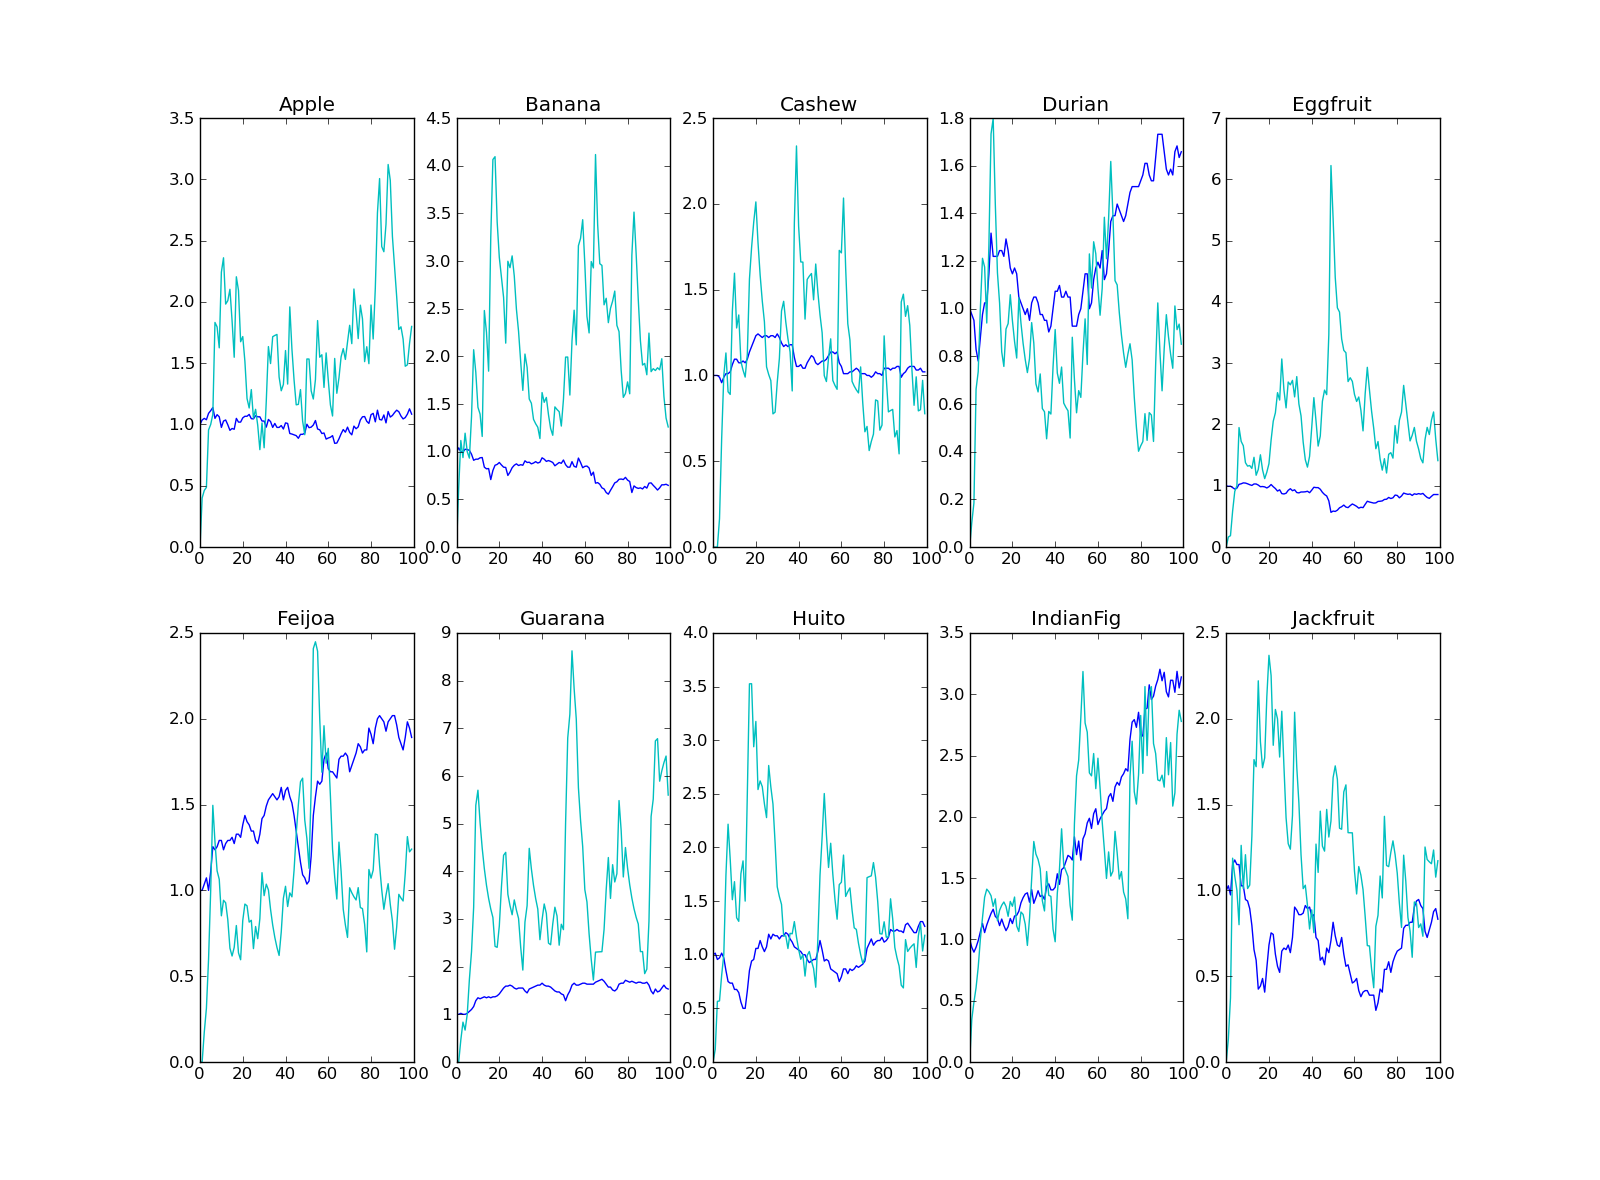 Apple Banana Cashew Durian Eggfruit
3.5 4.5 2.5 1.8 7
3.0 4.0 2.0 1.6 6
2.5 3.5 1.5 1.4 5
2.0 3.0 1.0 1.2 4
1.5 2.5 0.5 1.0 3
1.0 2.0 0.0 0.8 2
0.5 1.5 0.6 1
0.0 1.0 0.4 0
0.5 0.2
0.0 0.0
0 20 40 60 80 100 0 20 40 60 80 100 0 20 40 60 80 100 0 20 40 60 80 100 0 20 40 60 80 100
Feijoa Guarana Huito IndianFig Jackfruit
2.5 9 4.0 3.5 2.5
2.0 8 3.5 3.0 2.0
1.5 7 3.0 2.5 1.5
1.0 6 2.5 2.0 1.0
0.5 5 2.0 1.5 0.5
0.0 4 1.5 1.0 0.0
3 1.0 0.5
2 0.5 0.0
1 0.0
0
0 20 40 60 80 100 0 20 40 60 80 100 0 20 40 60 80 100 0 20 40 60 80 100 0 20 40 60 80 100